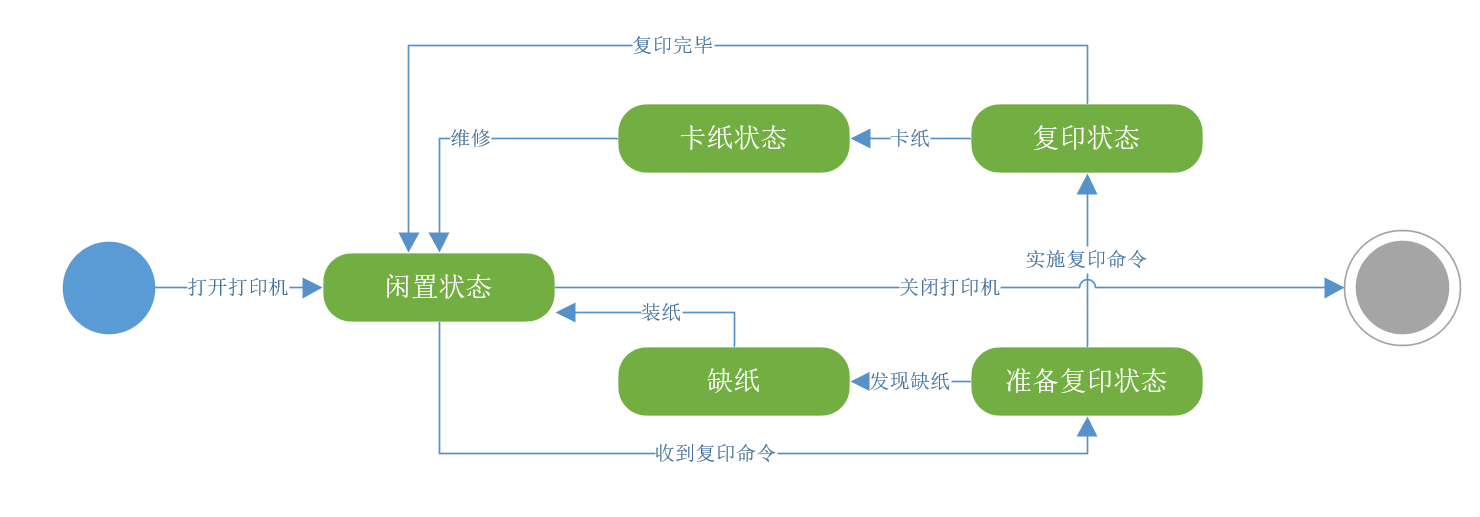 复印完毕
维修
卡纸状态
卡纸
复印状态
实施复印命令
打开打印机
闲置状态
关闭打印机
装纸
缺纸
发现缺纸
准备复印状态
收到复印命令